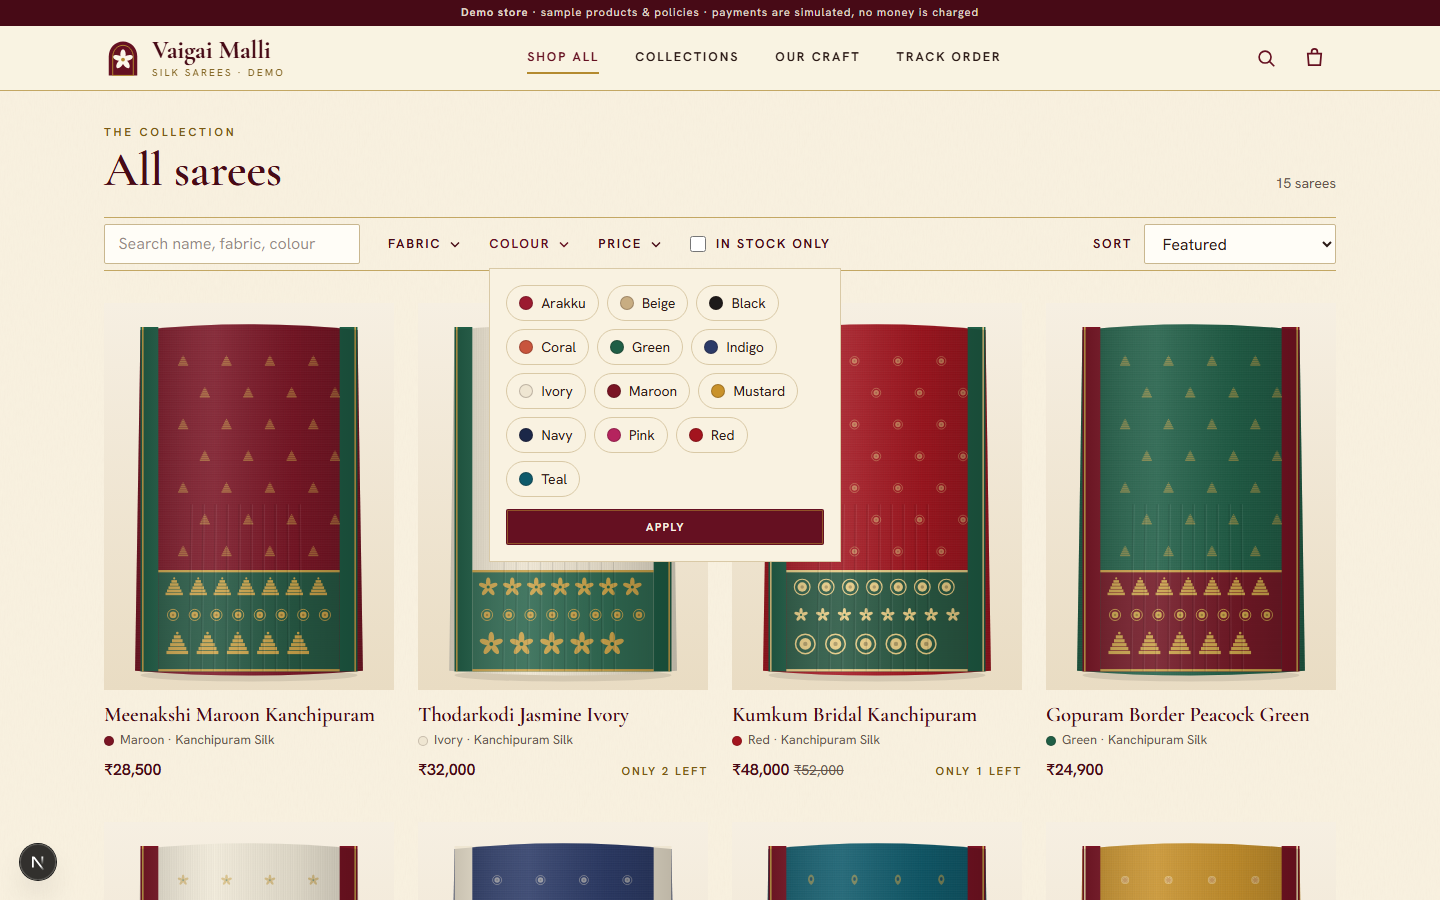 Demo store · sample products & policies · payments are simulated, no money is charged
Vaigai Malli
SILK SAREES · DEMO
SHOP ALL
COLLECTIONS
OUR CRAFT
TRACK ORDER
THE COLLECTION
All sarees
15 sarees
Search name, fabric, colour
FABRIC
COLOUR
PRICE
IN STOCK ONLY
SORT
Featured
Arakku
Beige
Black
Coral
Green
Indigo
Ivory
Maroon
Mustard
Navy
Pink
Red
Teal
APPLY
Meenakshi Maroon Kanchipuram
Maroon · Kanchipuram Silk
₹28,500
Thodarkodi Jasmine Ivory
Ivory · Kanchipuram Silk
₹32,000
ONLY 2 LEFT
Kumkum Bridal Kanchipuram
Red · Kanchipuram Silk
₹48,000 ₹52,000
ONLY 1 LEFT
Gopuram Border Peacock Green
Green · Kanchipuram Silk
₹24,900
N